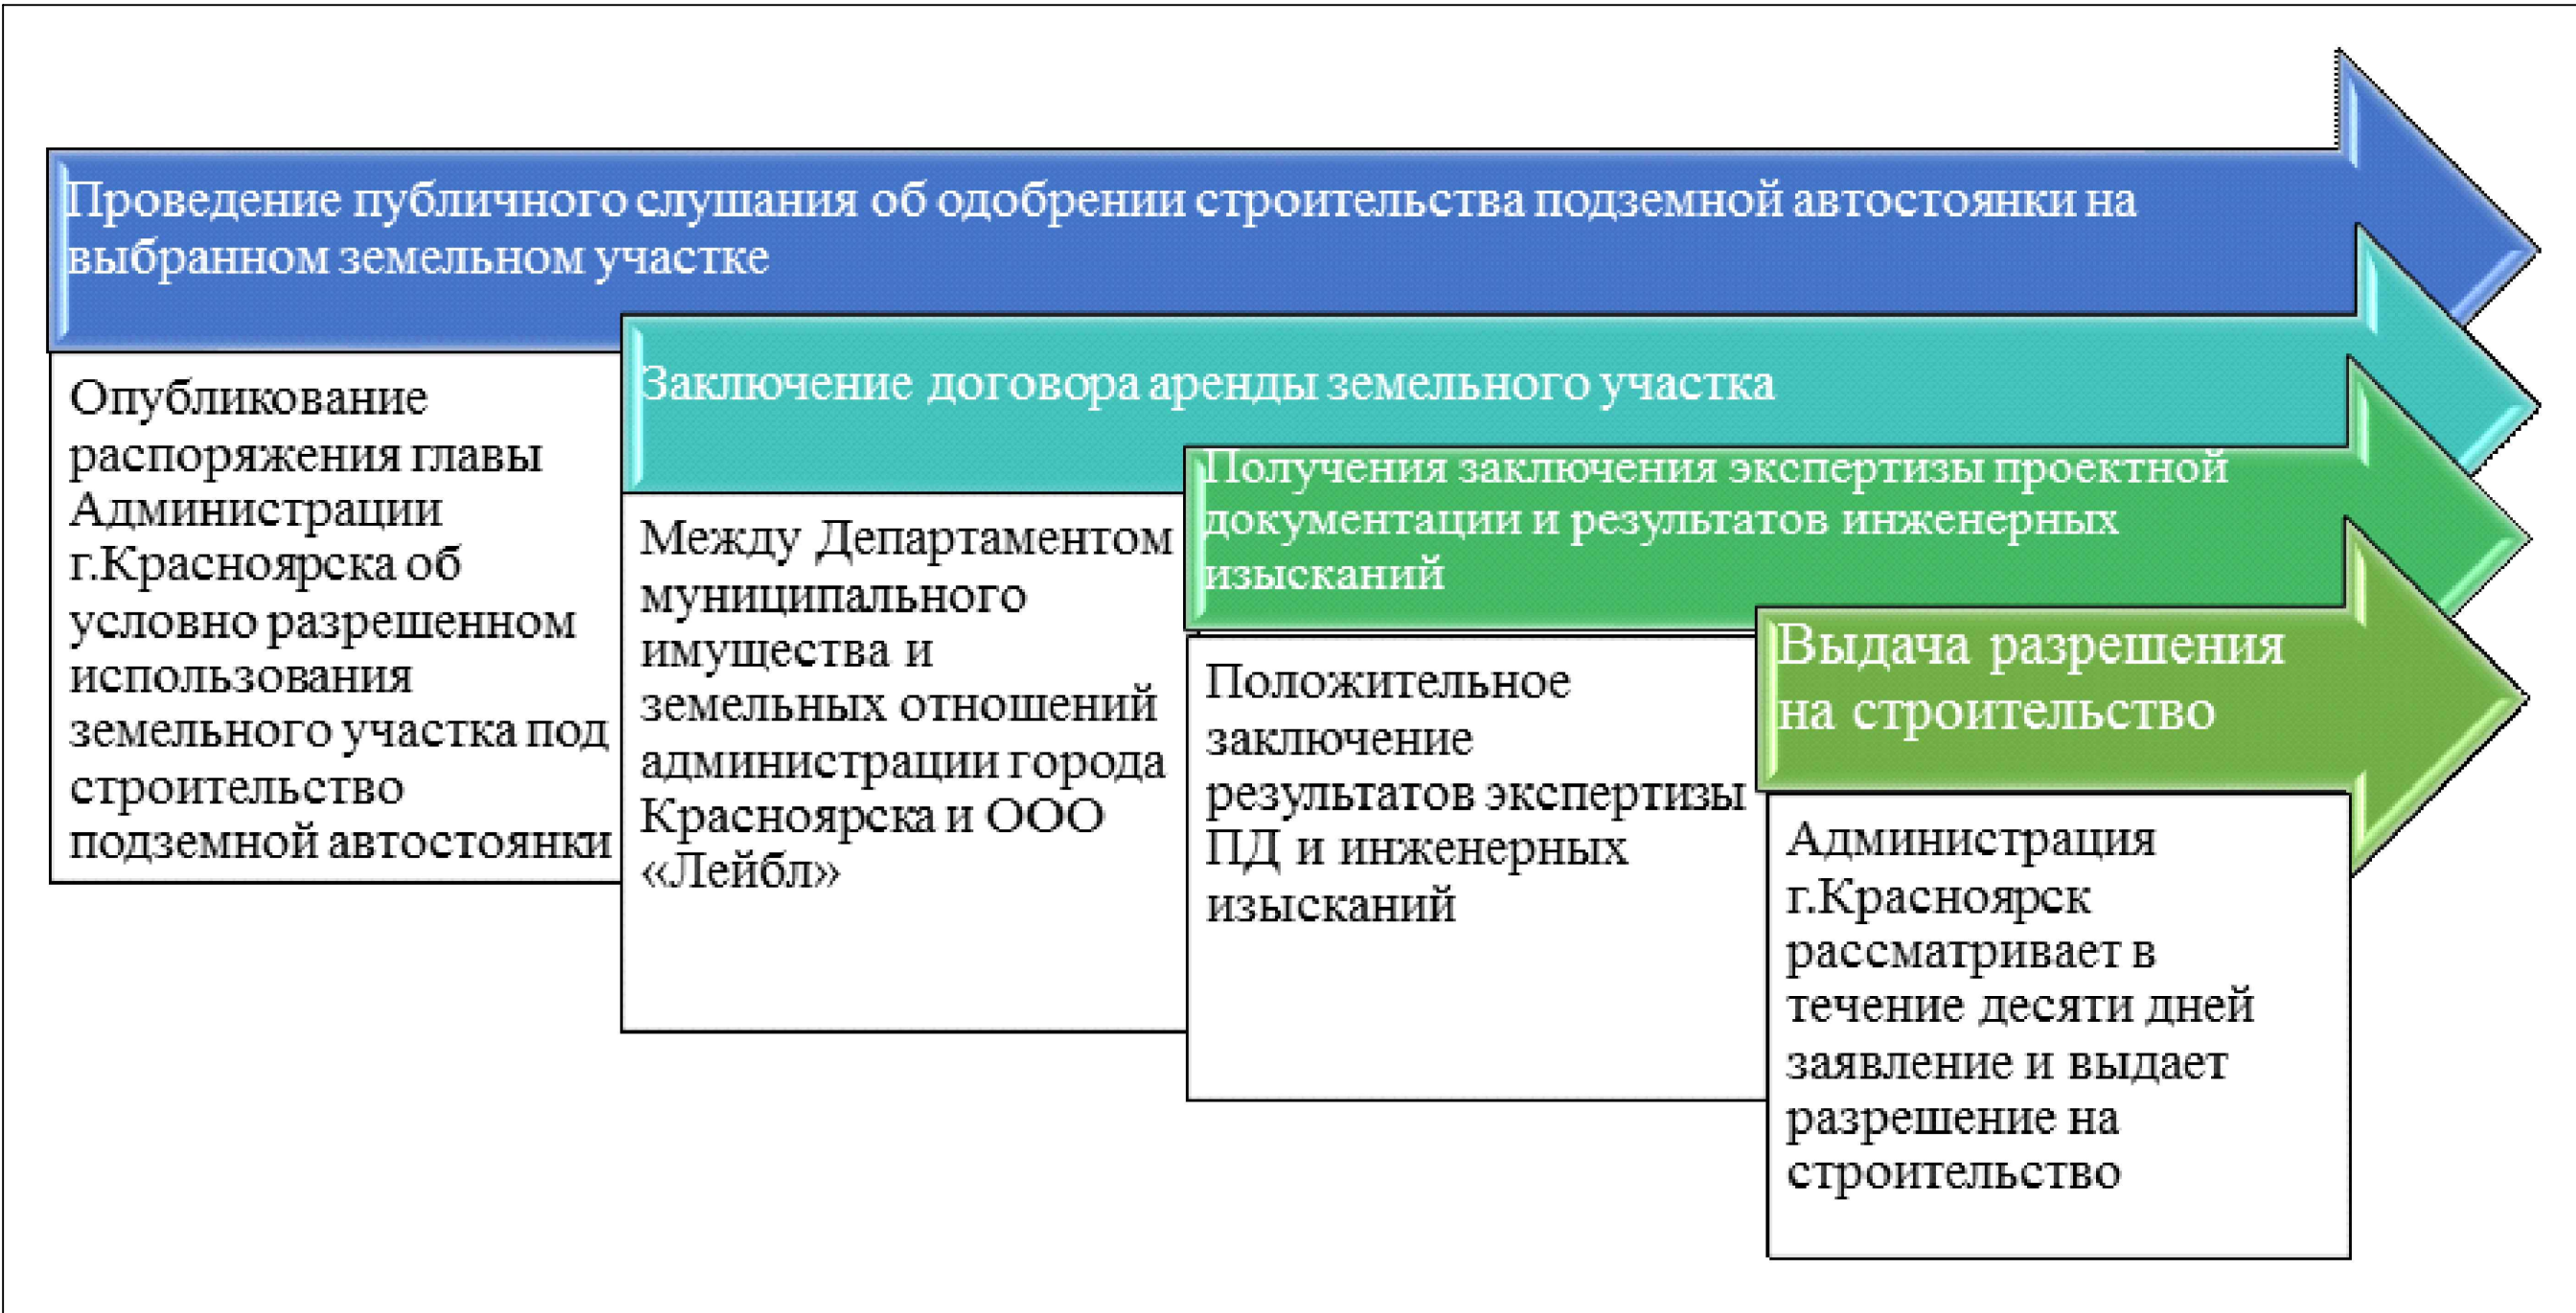 Проведение публичного слушания об одобрении строительства подземной автостоянки на
выбранном земельном участке
Опубликование
распоряжения главы
Администрации
г.Красноярска об
условно разрешенном
использования
земельного участка под
строительство
подземной автостоянки
Заключение договора аренды земельного участка
Между Департаментом
муниципального
имущества и
земельных отношений
администрации города
Красноярска и ООО
«Лейбл»
Получения заключения экспертизы проектной
документации и результатов инженерных
изысканий
Положительное
заключение
результатов экспертизы
ПД и инженерных
изысканий
Выдача разрешения
на строительство
Администрация
г.Красноярск
рассматривает в
течение десяти дней
заявление и выдает
разрешение на
строительство